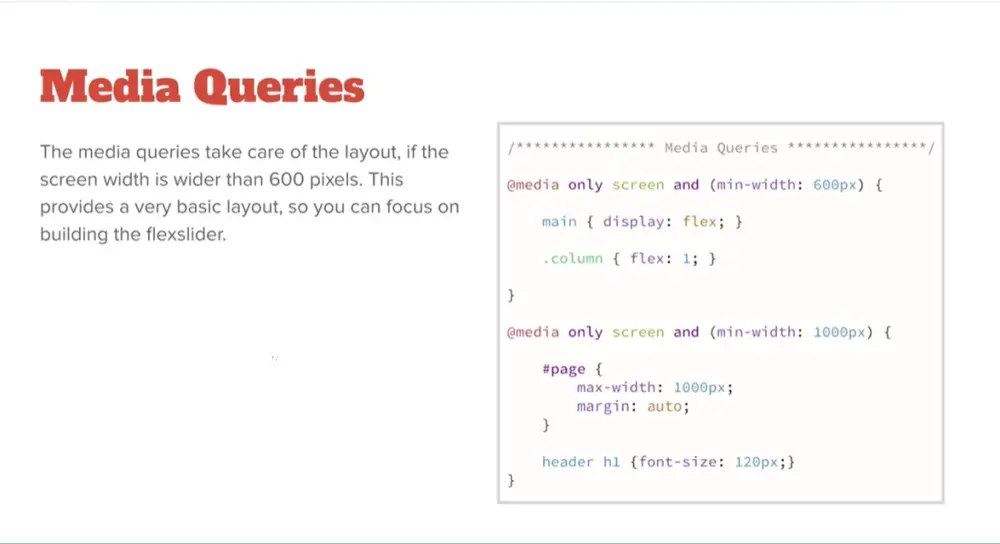 Media Queries
The media queries take care of the layout, if the
screen width is wider than 600 pixels. This
provides a very basic layout, so you can focus on
building the flexslider.
/**************** Media Queries ****************/
@media only screen and (min-width: 600px) {
main { display: flex; }
.column { flex: 1; }
}
@media only screen and (min-width: 1000px) {
#page {
max-width: 1000px;
margin: auto;
}
header h1 {font-size: 120px;}
}